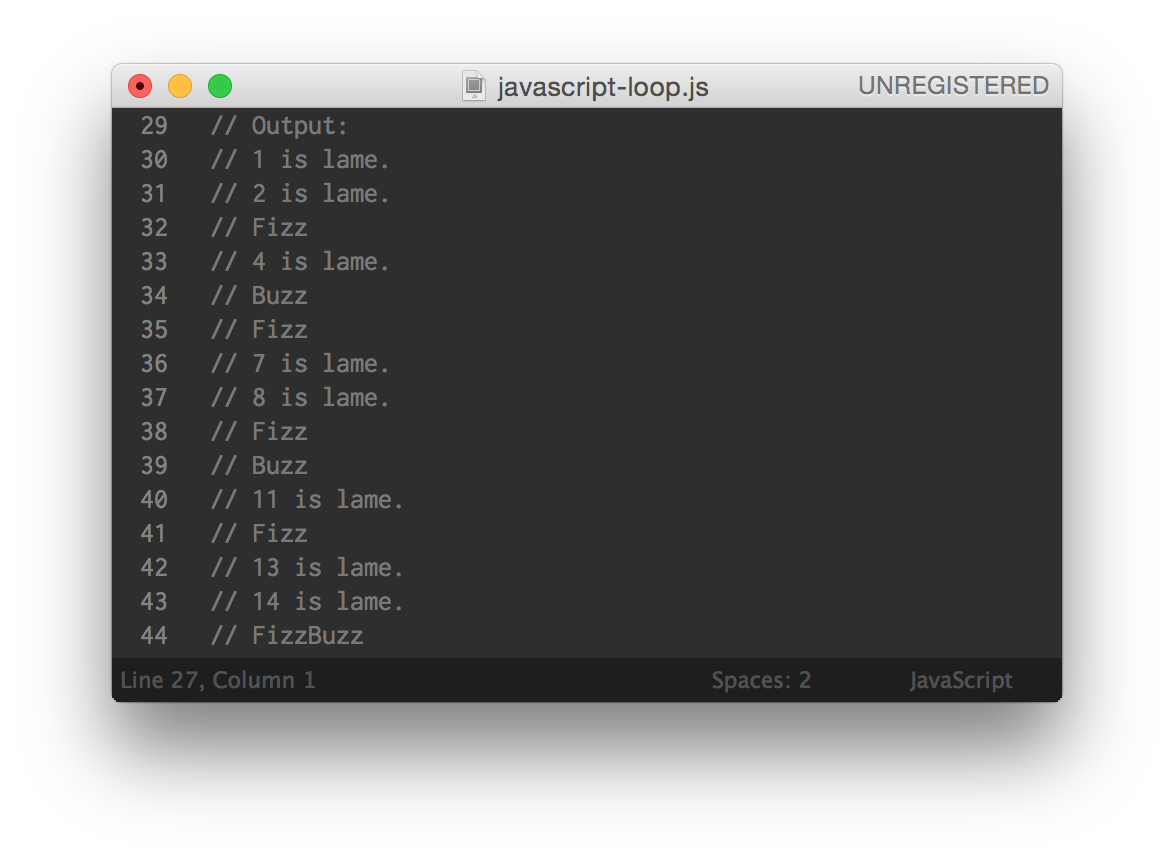 javascript-loop.js UNREGISTERED
29 // Output:
30 // 1 is lame.
31 // 2 is lame.
32 // Fizz
33 // 4 is lame.
34 // Buzz
35 // Fizz
36 // 7 is lame.
37 // 8 is lame.
38 // Fizz
39 // Buzz
40 // 11 is lame.
41 // Fizz
42 // 13 is lame.
43 // 14 is lame.
44 // FizzBuzz
Line 27, Column 1 Spaces: 2 JavaScript